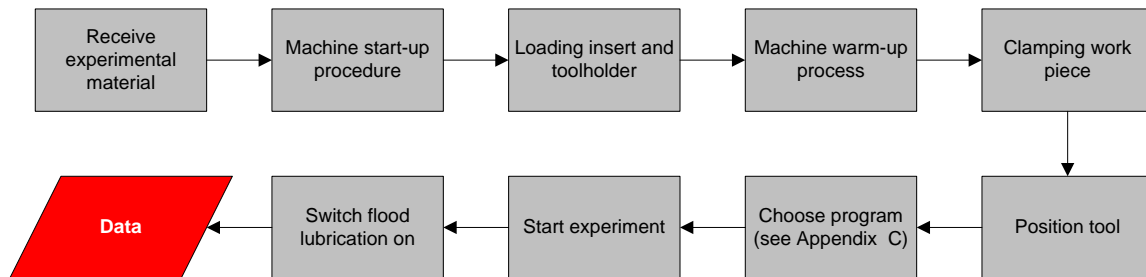 Receive
experimental
material
Machine start-up
procedure
Loading insert and
toolholder
Machine warm-up
process
Clamping work
piece
Position tool
Choose program
(see Appendix  C)
Start experiment
Switch flood
lubrication on
Data